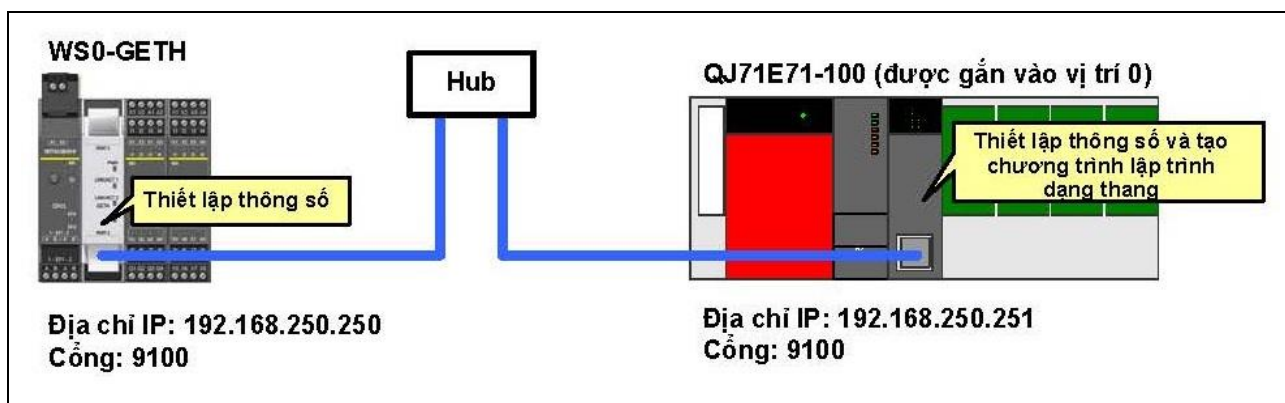 WS0-GETH
Hub
QJ71E71-100 (được gắn vào vị trí 0)
Thiết lập thông số
Thiết lập thông số và tạo
chương trình lập trình
dạng thang
Địa chỉ IP: 192.168.250.250
Cổng: 9100
Địa chỉ IP: 192.168.250.251
Cổng: 9100